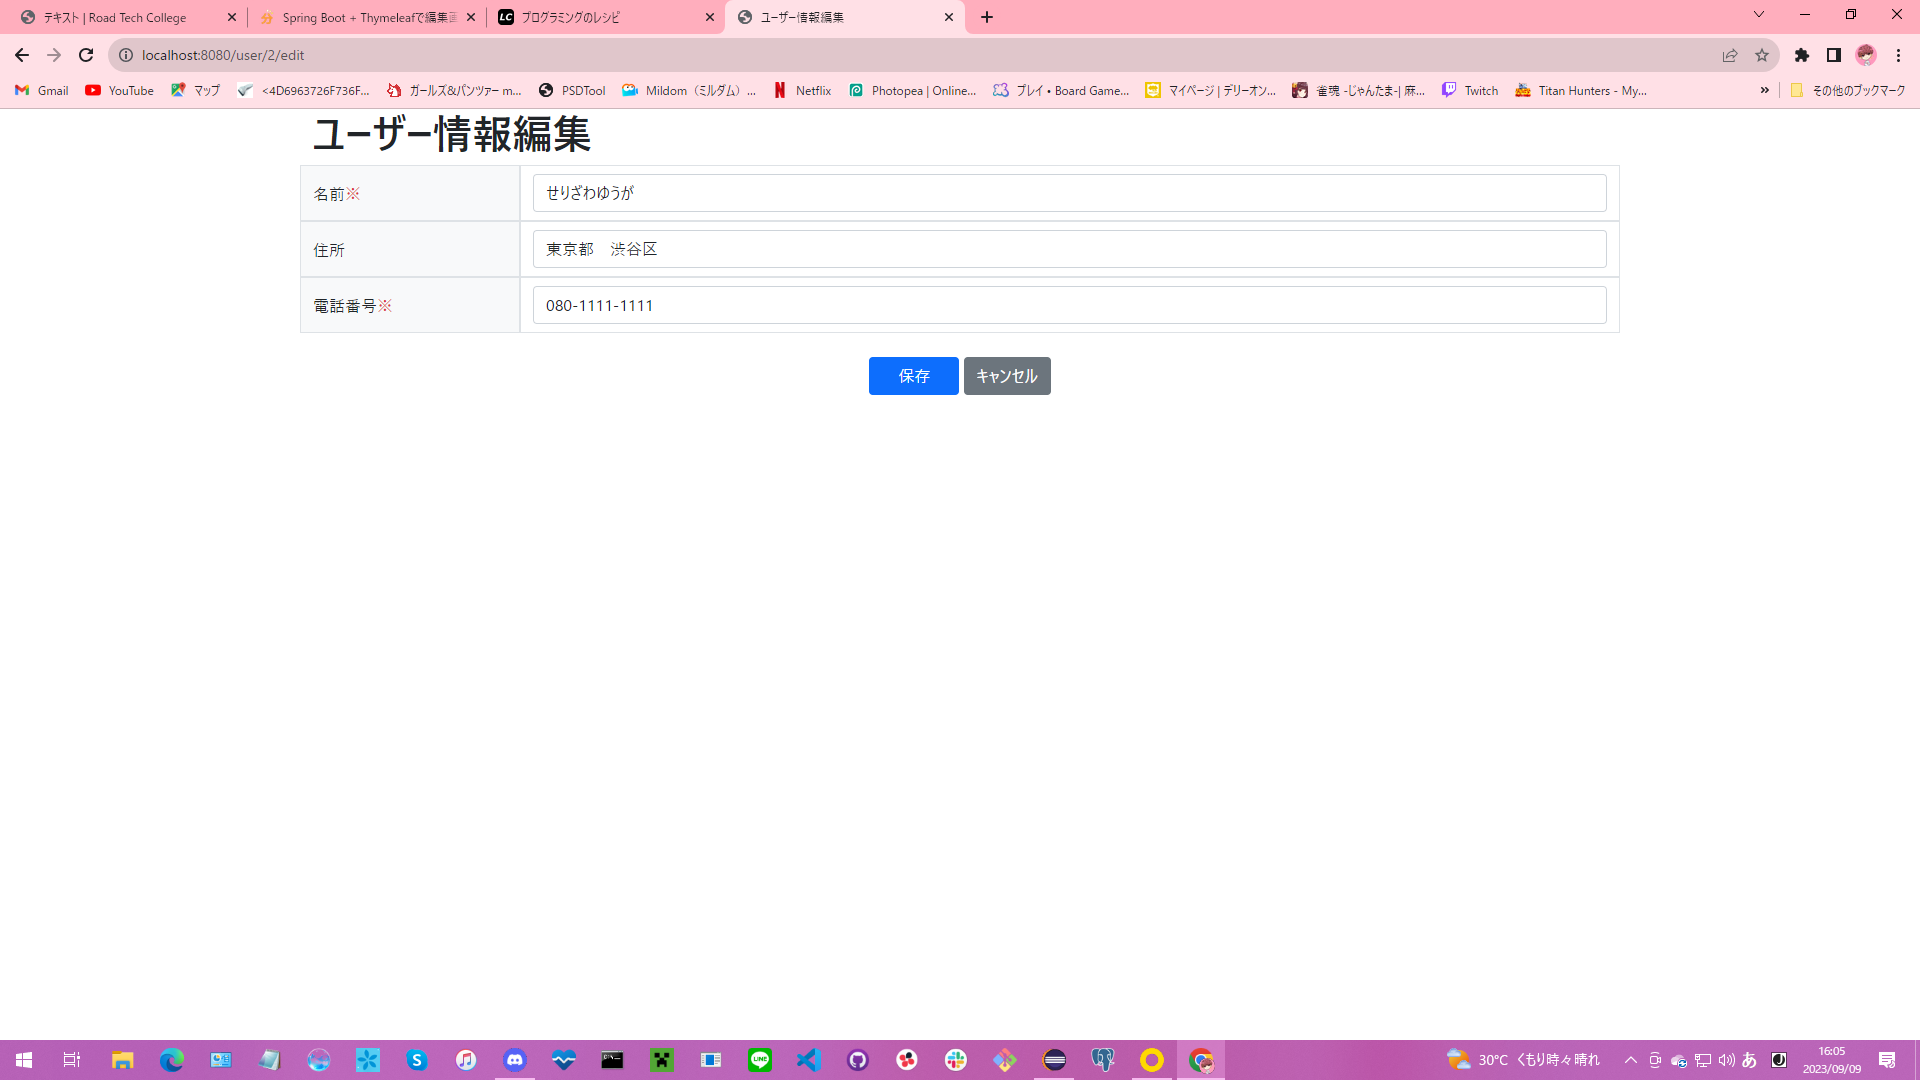 テキスト | Road Tech College
Spring Boot + Thymeleafで編集画
プログラミングのレシピ
ユーザー情報編集
localhost:8080/user/2/edit
Gmail
YouTube
マップ
<4D6963726F736F...
ガールズ&パンツァー m...
PSDTool
Mildom（ミルダム）...
Netflix
Photopea | Online...
プレイ • Board Game...
マイページ | デリーオン...
雀魂 -じゃんたま-| 麻...
Twitch
Titan Hunters - My...
»
その他のブックマーク
ユーザー情報編集
名前※
せりざわゆうが
住所
東京都　渋谷区
電話番号※
080-1111-1111
保存
キャンセル
30°C くもり時々晴れ
あ
16:05
2023/09/09